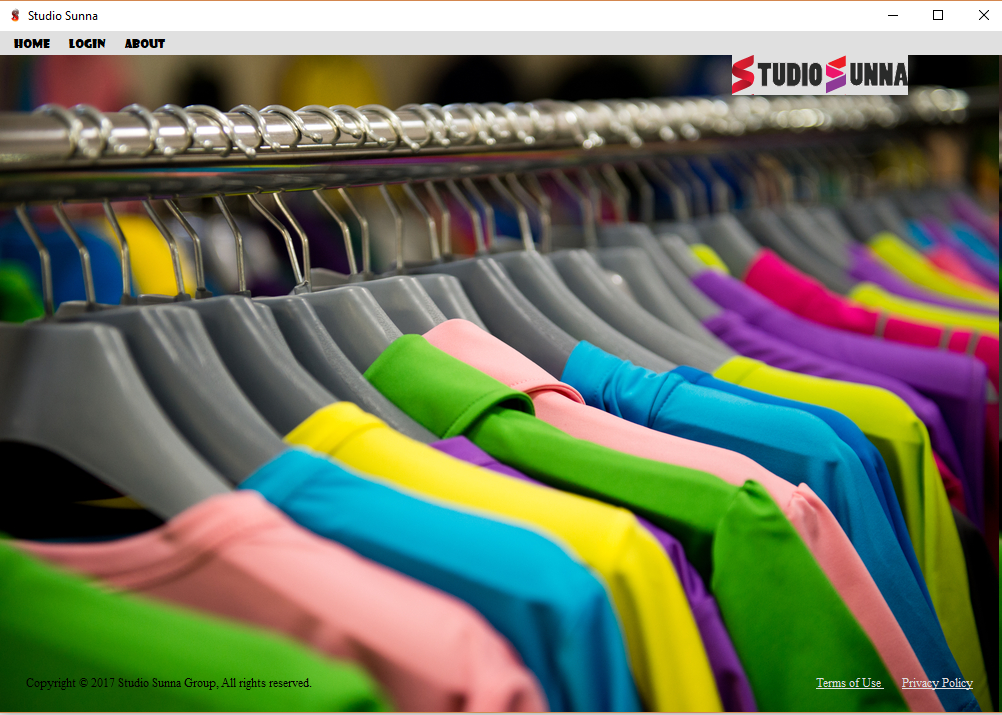 Studio Sunna
HOME LOGIN ABOUT
STUDIO SUNNA
Copyright © 2017 Studio Sunna Group, All rights reserved.
Terms of Use Privacy Policy